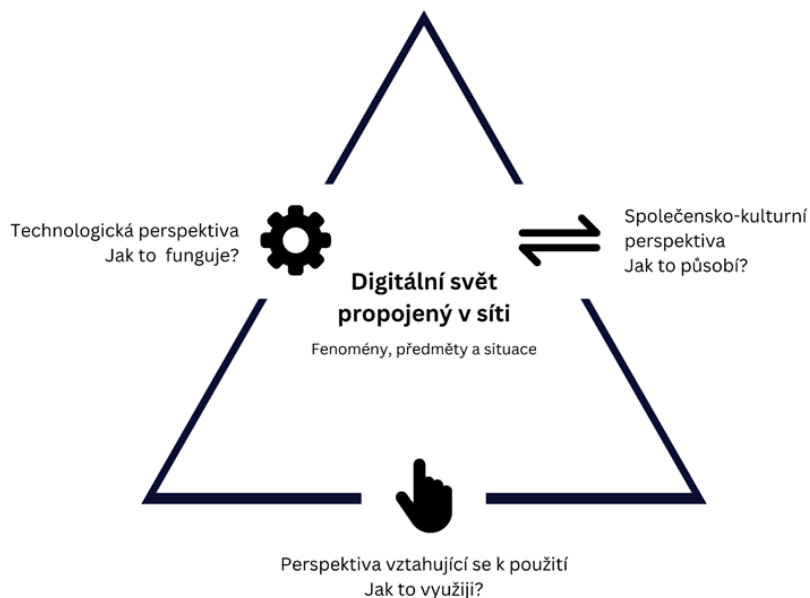 Technologická perspektiva
Jak to funguje?
Společensko-kulturní
perspektiva
Jak to působí?
Digitální svět
propojený v síti
Fenomény, předměty a situace
Perspektiva vztahující se k použití
Jak to využiji?